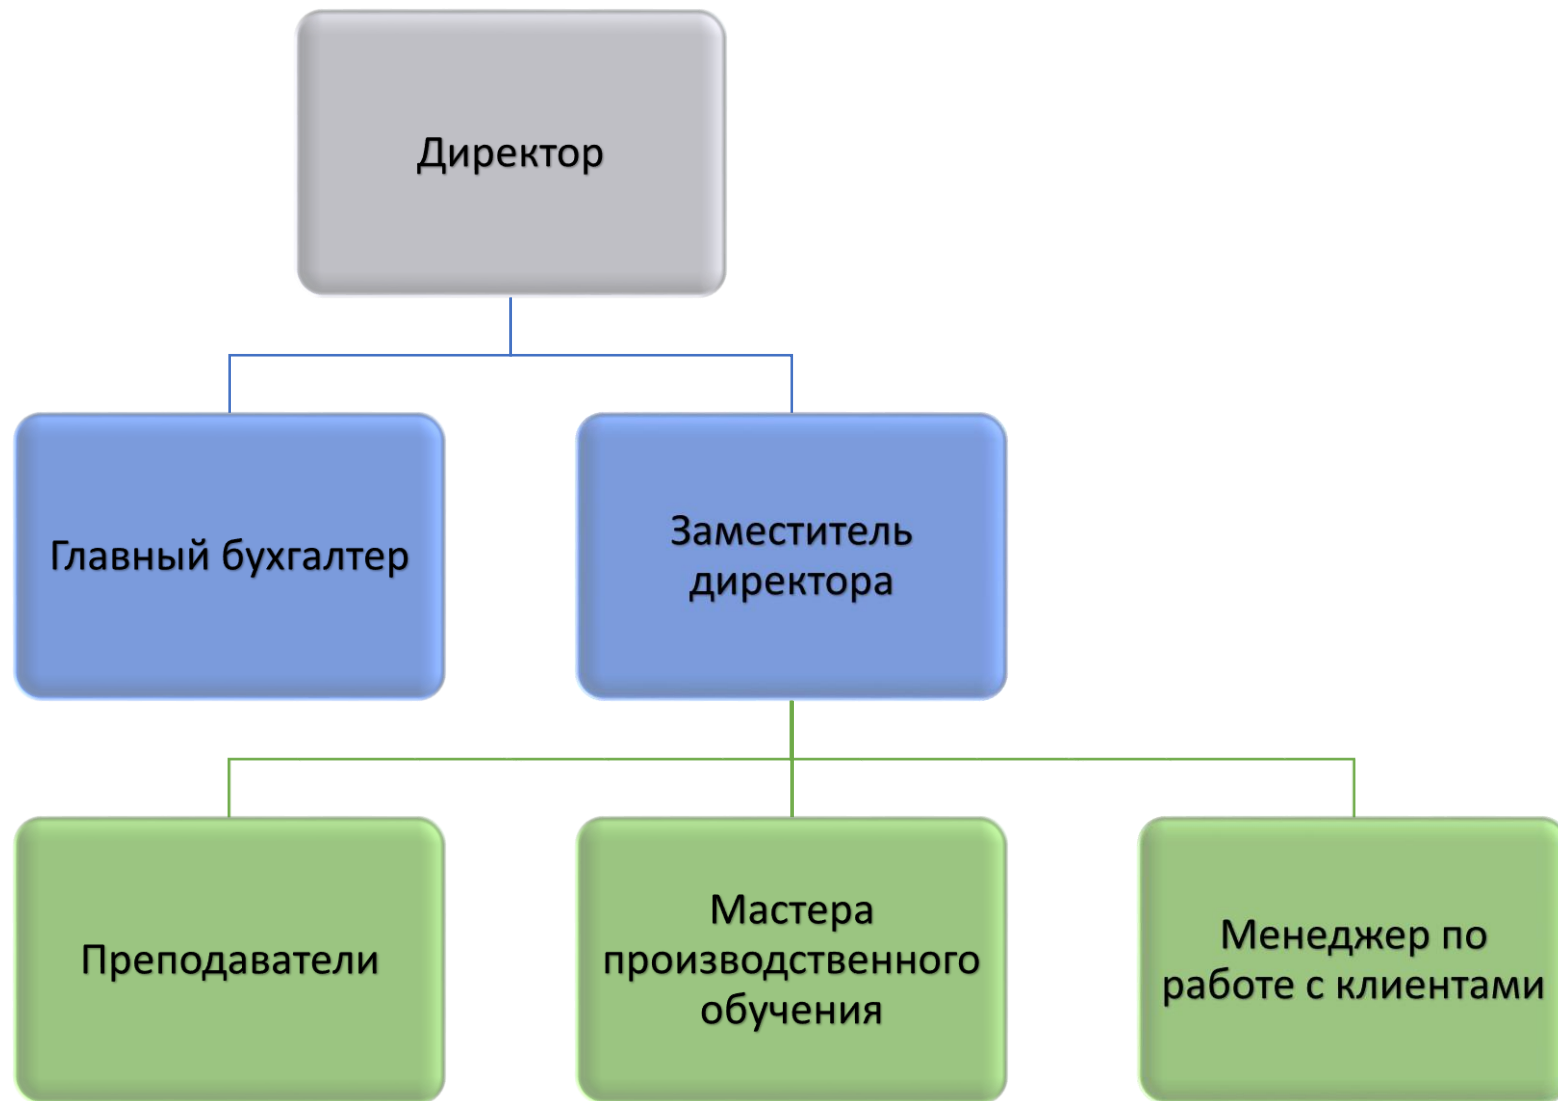 Директор
Главный бухгалтер
Заместитель
директора
Преподаватели
Мастера
производственного
обучения
Менеджер по
работе с клиентами